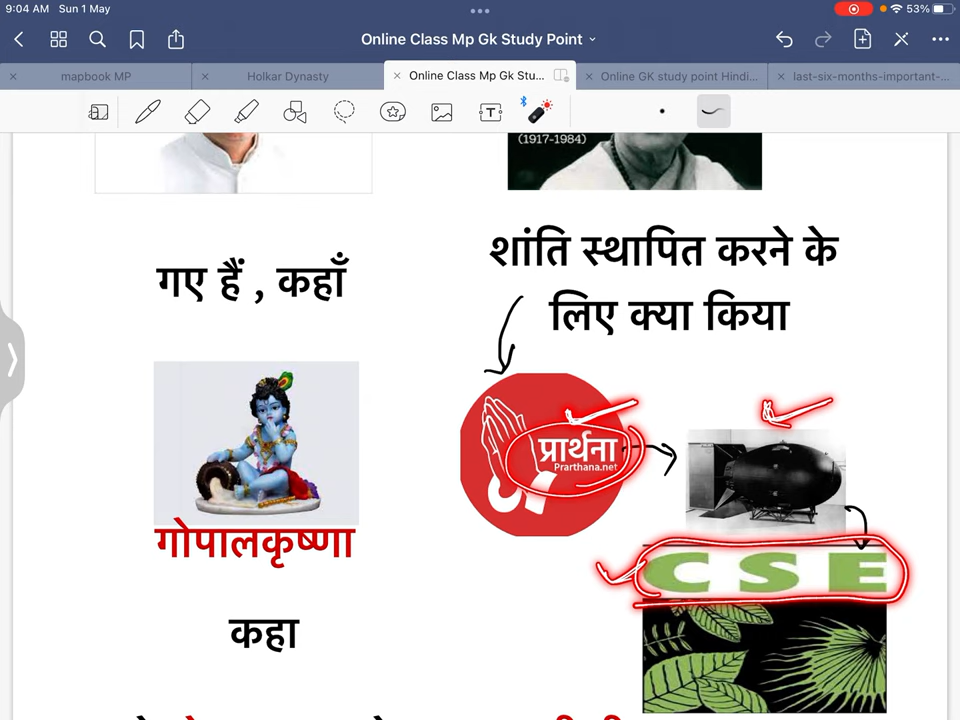 9:04 AM Sun 1 May
53%
Online Class Mp Gk Study Point
mapbook MP
Holkar Dynasty
Online Class Mp Gk Stu...
Online GK study point Hindi...
last-six-months-important-...
T
(1917-1984)
गए हैं , कहाँ
शांति स्थापित करने के
लिए क्या किया
प्रार्थना
Prarthana.net
गोपालकृष्णा
CSE
कहा